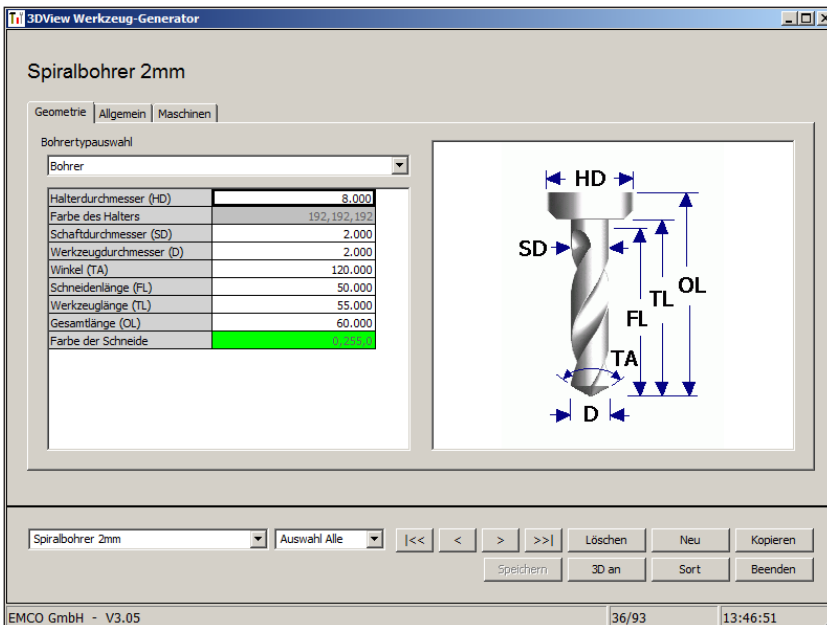 3DView Werkzeug-Generator
Spiralbohrer 2mm
Geometrie Allgemein Maschinen
Bohrertypauswahl
Bohrer
Halterdurchmesser (HD) 8.000
Farbe des Halters 192,192,192
Schaftdurchmesser (SD) 2.000
Werkzeugdurchmesser (D) 2.000
Winkel (TA) 120.000
Schneidenlänge (FL) 50.000
Werkzeuglänge (TL) 55.000
Gesamtlänge (OL) 60.000
Farbe der Schneide 0,255,0
HD
SD
OL
TL
FL
TA
D
Spiralbohrer 2mm Auswahl Alle |<< < > >>| Löschen Neu Kopieren
Speichern 3D an Sort Beenden
EMCO GmbH - V3.05 36/93 13:46:51